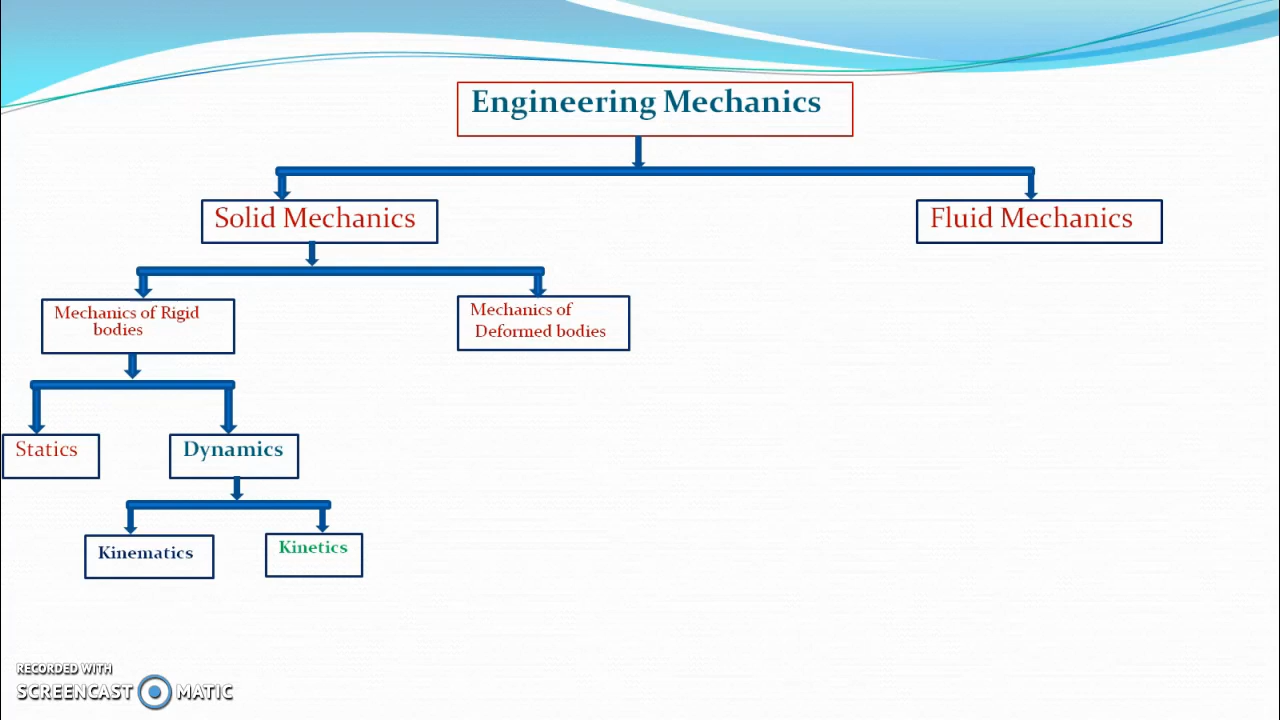 Engineering Mechanics
Solid Mechanics
Fluid Mechanics
Mechanics of Rigid
bodies
Mechanics of
Deformed bodies
Statics
Dynamics
Kinematics
Kinetics
RECORDED WITH
SCREENCAST MATIC